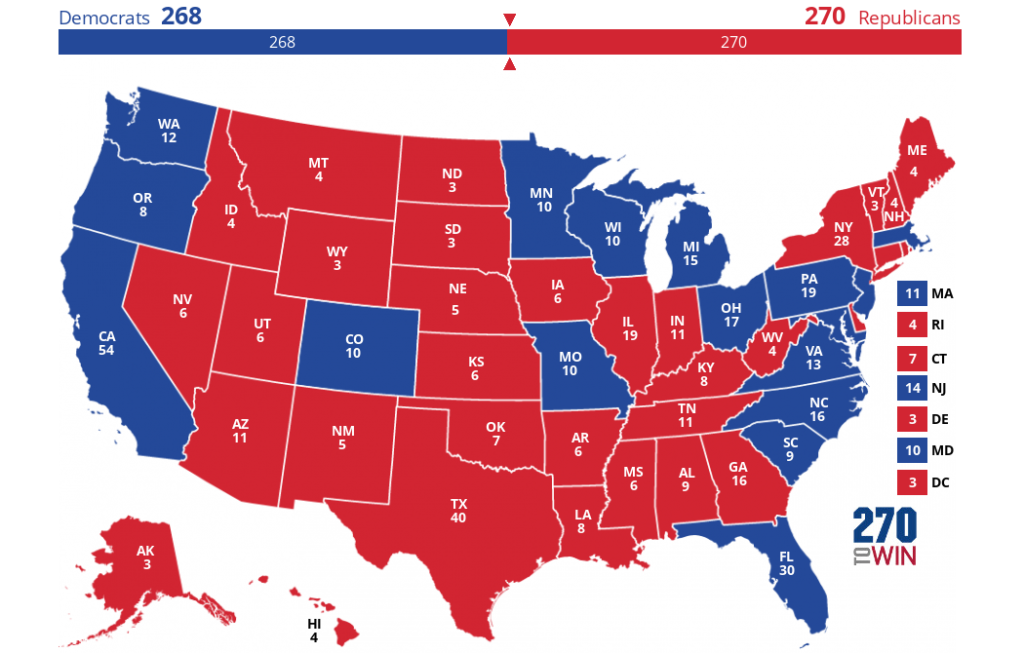 Democrats 268
270 Republicans
268
270
WA
12
OR
8
CA
54
NV
6
ID
4
MT
4
WY
3
UT
6
CO
10
AZ
11
NM
5
ND
3
SD
3
NE
5
KS
6
OK
7
TX
40
MN
10
IA
6
MO
10
AR
6
LA
8
WI
10
IL
19
MI
15
IN
11
OH
17
KY
8
TN
11
MS
6
AL
9
GA
16
FL
30
SC
9
NC
16
VA
13
WV
4
PA
19
NY
28
VT
3
4
NH
ME
4
AK
3
HI
4
11 MA
4 RI
7 CT
14 NJ
3 DE
10 MD
3 DC
270
TO WIN